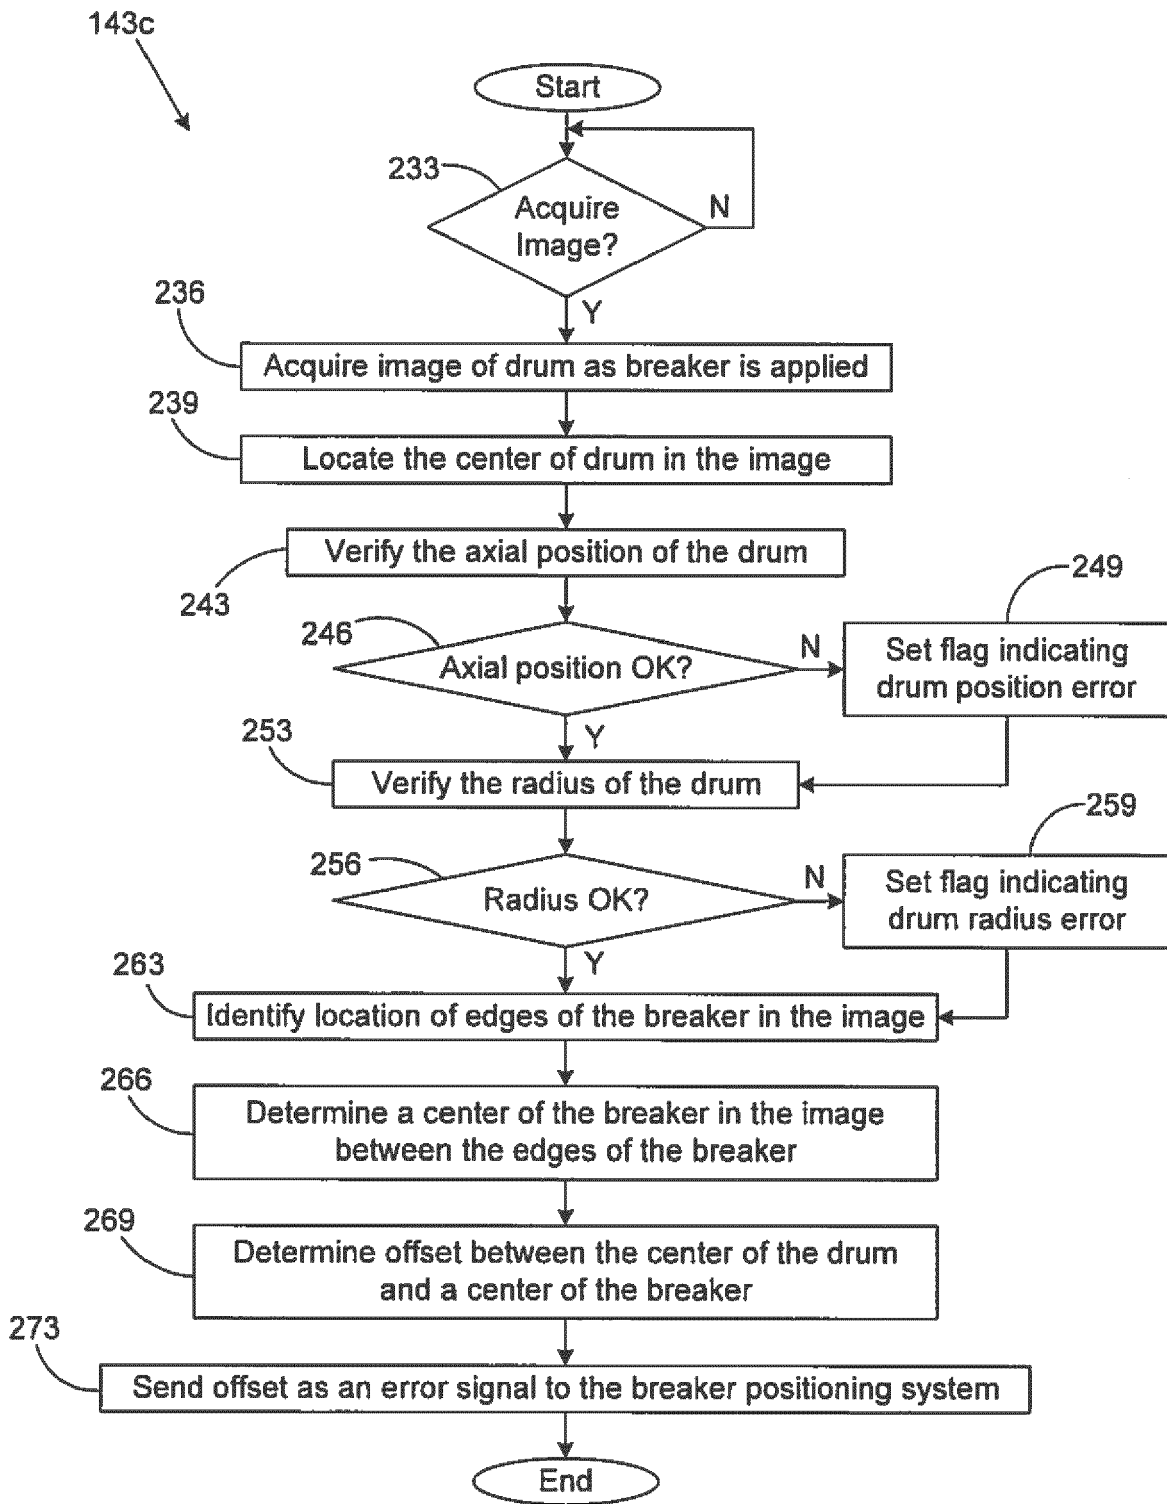 143c
Start
233
Acquire
Image?
N
Y
236
Acquire image of drum as breaker is applied
239
Locate the center of drum in the image
Verify the axial position of the drum
243
249
246
Axial position OK?
N
Set flag indicating
drum position error
Y
253
Verify the radius of the drum
259
256
Radius OK?
N
Set flag indicating
drum radius error
Y
263
Identify location of edges of the breaker in the image
266
Determine a center of the breaker in the image
between the edges of the breaker
269
Determine offset between the center of the drum
and a center of the breaker
273
Send offset as an error signal to the breaker positioning system
End